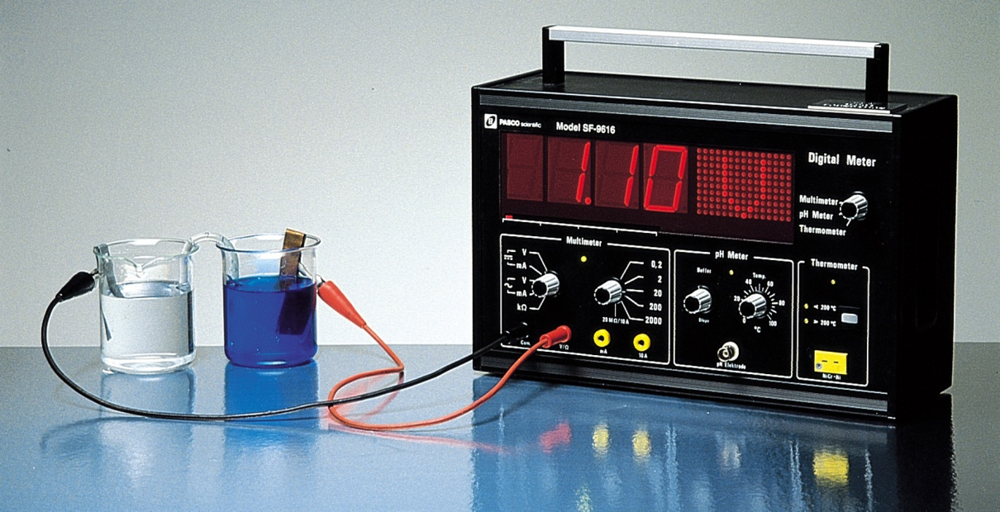 PASCO scientific
Model SF-9616
1.10 V
Digital Meter
Multimeter
pH Meter
Thermometer
Multimeter
V
mA
V
mA
kΩ
0,2
2
20
200
2000
20 MΩ/10 A
Com.
V/Ω
mA
10 A
pH Meter
Buffer
Slope
Temp.
0
20
40
60
80
100
°C
pH Elektrode
Thermometer
< 200 °C
> 200 °C
NiCr-Ni